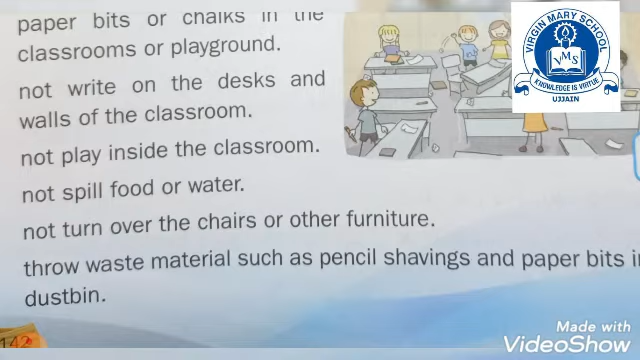 paper bits or chalks in the
classrooms or playground.
not write on the desks and
walls of the classroom.
not play inside the classroom.
not spill food or water.
not turn over the chairs or other furniture.
throw waste material such as pencil shavings and paper bits in
dustbin.
142
VIRGIN MARY SCHOOL
VMS
KNOWLEDGE IS VIRTUE
UJJAIN
Made with
VideoShow